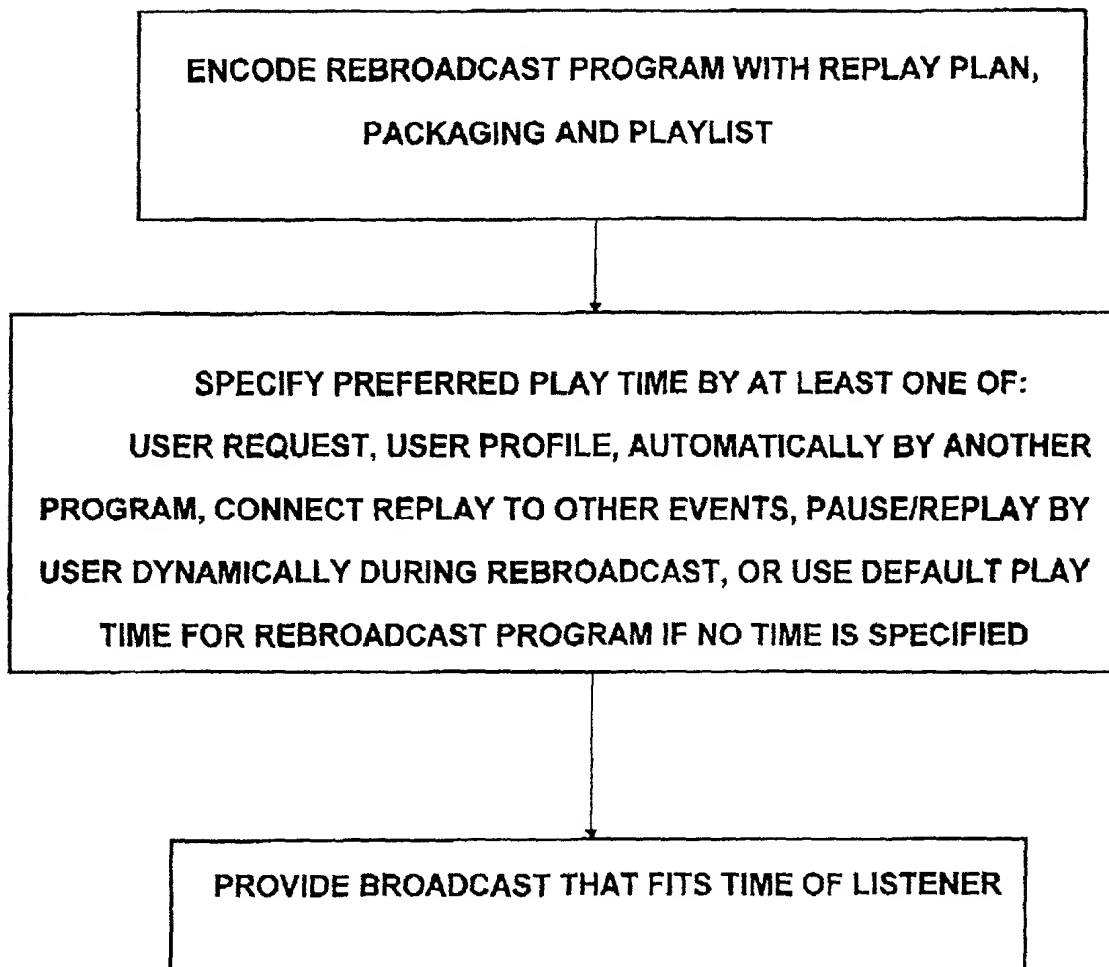 ENCODE REBROADCAST PROGRAM WITH REPLAY PLAN,
PACKAGING AND PLAYLIST
SPECIFY PREFERRED PLAY TIME BY AT LEAST ONE OF:
USER REQUEST, USER PROFILE, AUTOMATICALLY BY ANOTHER
PROGRAM, CONNECT REPLAY TO OTHER EVENTS, PAUSE/REPLAY BY
USER DYNAMICALLY DURING REBROADCAST, OR USE DEFAULT PLAY
TIME FOR REBROADCAST PROGRAM IF NO TIME IS SPECIFIED
PROVIDE BROADCAST THAT FITS TIME OF LISTENER